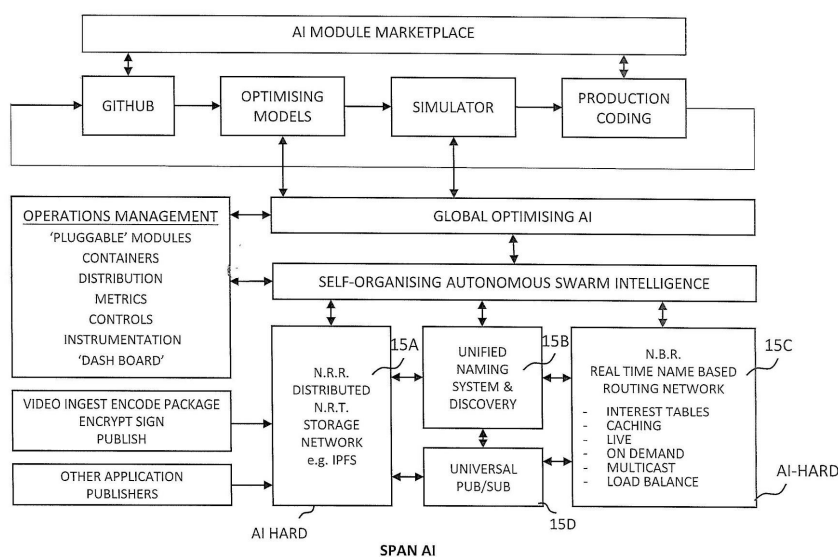 AI MODULE MARKETPLACE
GITHUB
OPTIMISING
MODELS
SIMULATOR
PRODUCTION
CODING
OPERATIONS MANAGEMENT
'PLUGGABLE' MODULES
CONTAINERS
DISTRIBUTION
METRICS
CONTROLS
INSTRUMENTATION
'DASH BOARD'
GLOBAL OPTIMISING AI
SELF-ORGANISING AUTONOMOUS SWARM INTELLIGENCE
VIDEO INGEST ENCODE PACKAGE
ENCRYPT SIGN
PUBLISH
OTHER APPLICATION
PUBLISHERS
N.R.R.
DISTRIBUTED
N.R.T.
STORAGE
NETWORK
e.g. IPFS
15A
AI HARD
UNIFIED
NAMING
SYSTEM &
DISCOVERY
15B
UNIVERSAL
PUB/SUB
15D
N.B.R.
REAL TIME NAME BASED
ROUTING NETWORK
- INTEREST TABLES
- CACHING
- LIVE
- ON DEMAND
- MULTICAST
- LOAD BALANCE
15C
AI-HARD
SPAN AI